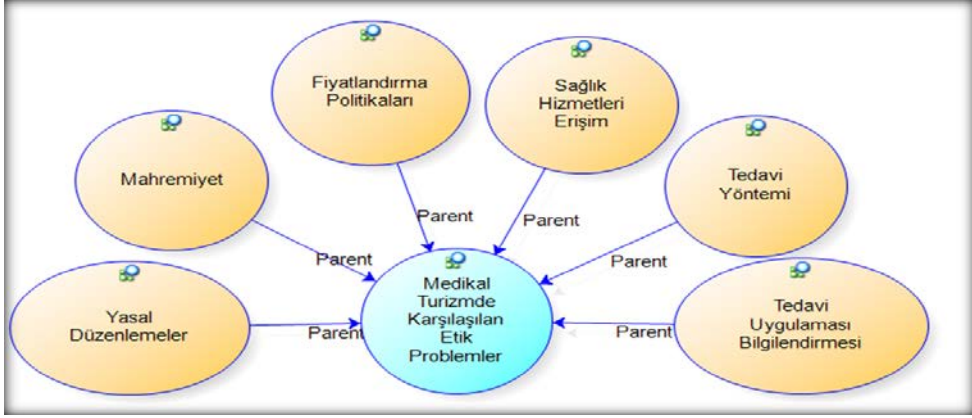 Fiyatlandırma
Politikaları
Sağlık
Hizmetleri
Erişim
Mahremiyet
Tedavi
Yöntemi
Parent
Parent
Parent
Parent
Yasal
Düzenlemeler
Parent
Medikal
Turizmde
Karşılaşılan
Etik
Problemler
Parent
Tedavi
Uygulaması
Bilgilendirmesi